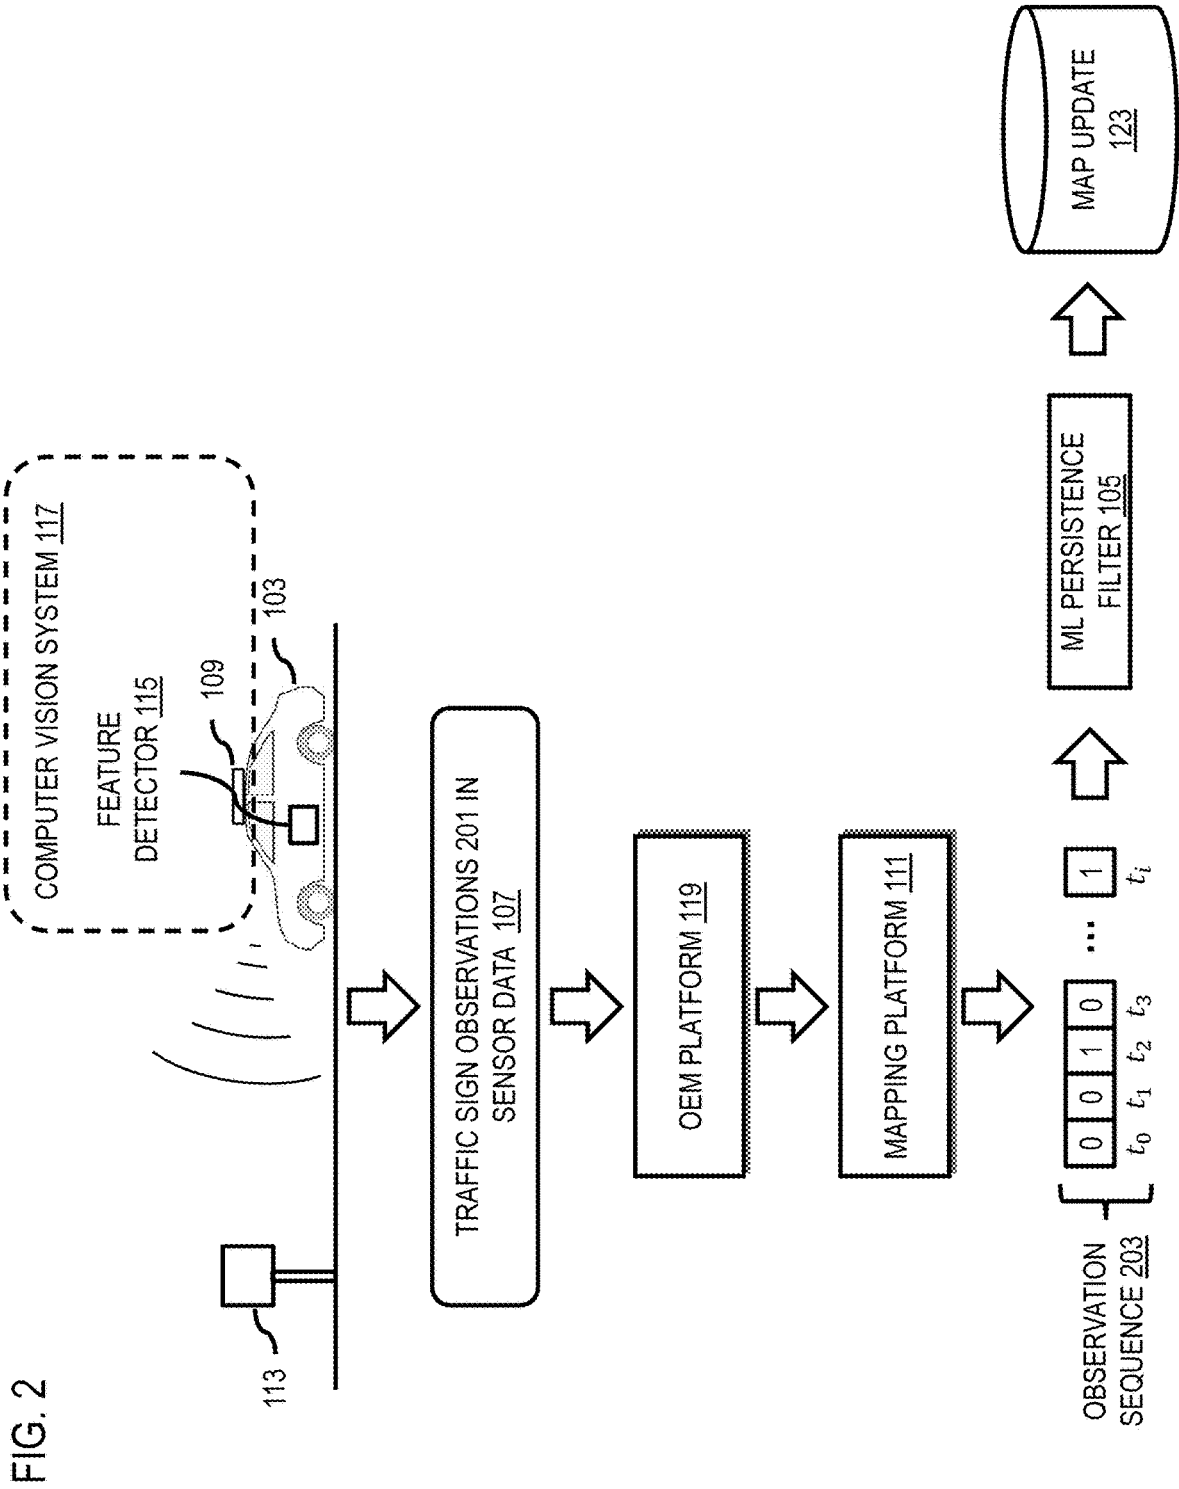 FIG. 2
COMPUTER VISION SYSTEM 117
FEATURE
DETECTOR 115
109
103
113
TRAFFIC SIGN OBSERVATIONS 201 IN
SENSOR DATA 107
OEM PLATFORM 119
MAPPING PLATFORM 111
OBSERVATION
SEQUENCE 203
0 0 1 0 ... 1
t0 t1 t2 t3 ti
ML PERSISTENCE
FILTER 105
MAP UPDATE
123